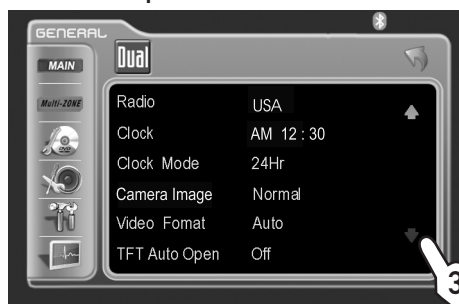 GENERAL
Dual
MAIN
Multi-ZONE
DVD
Radio USA
Clock AM 12 : 30
Clock Mode 24Hr
Camera Image Normal
Video Fomat Auto
TFT Auto Open Off
3